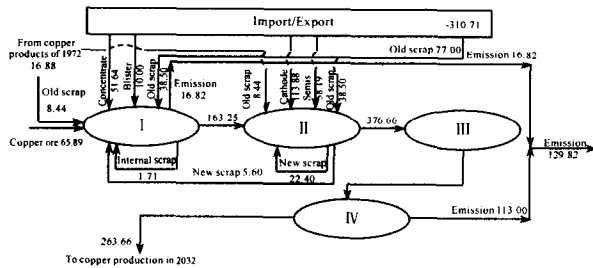 Import/Export
-310.71
From copper
products of 1972
16.88
Old scrap 77.00
Emission 16.82
Concentrate
51.64
Blister
10.00
Old scrap
38.50
Emission
16.82
Old scrap
8.44
Cathode
113.88
Semis
58.19
Old scrap
38.50
Old scrap
8.44
I
163.25
II
376.66
III
Copper ore 65.89
Emission
129.82
Internal scrap
1.71
New scrap 5.60
New scrap
22.40
IV
Emission 113.00
263.66
To copper production in 2032